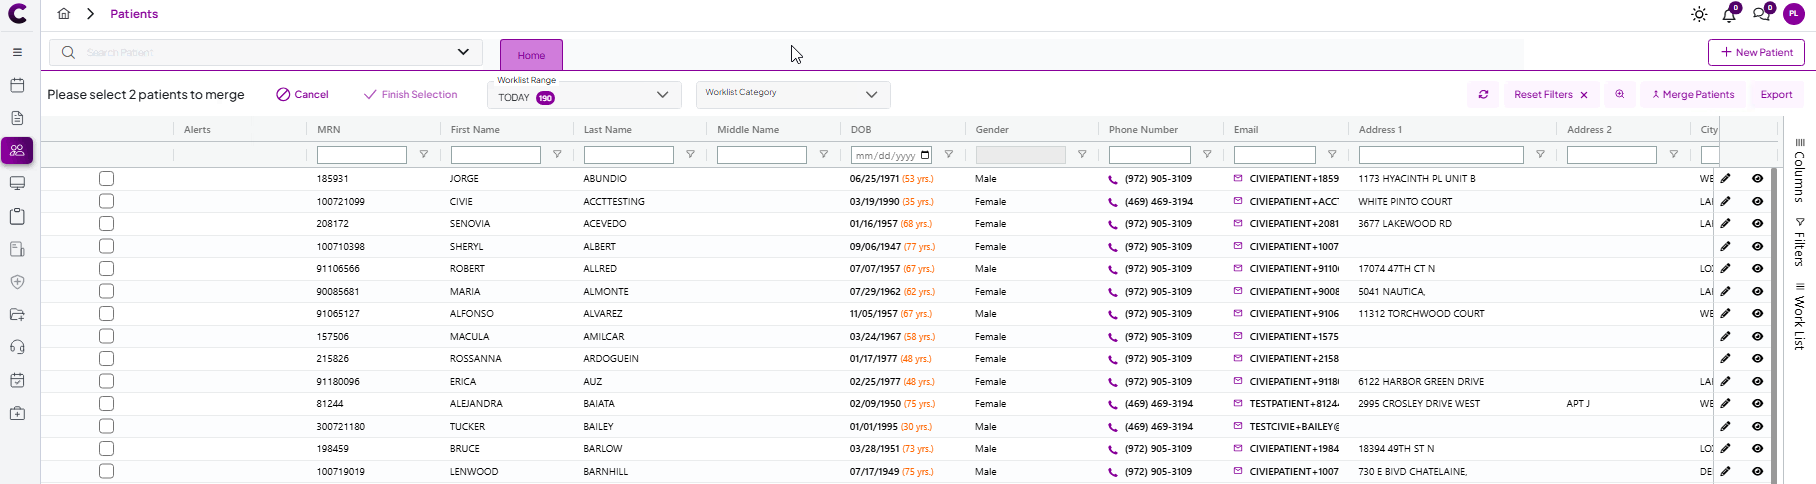 Patients
0 0 PL
Search Patient Home New Patient
Please select 2 patients to merge Cancel Finish Selection Worklist Range TODAY 190 Worklist Category Reset Filters Merge Patients Export
Alerts MRN First Name Last Name Middle Name DOB Gender Phone Number Email Address 1 Address 2 City
mm/dd/yyyy
185931 JORGE ABUNDIO 06/25/1971 (53 yrs.) Male (972) 905-3109 CIVIEPATIENT+1859 1173 HYACINTH PL UNIT B WE
100721099 CIVIE ACCTTESTING 03/19/1990 (35 yrs.) Female (469) 469-3194 CIVIEPATIENT+ACC WHITE PINTO COURT LA
208172 SENOVIA ACEVEDO 01/16/1957 (68 yrs.) Female (972) 905-3109 CIVIEPATIENT+2081 3677 LAKEWOOD RD LA
100710398 SHERYL ALBERT 09/06/1947 (77 yrs.) Female (972) 905-3109 CIVIEPATIENT+1007
91106566 ROBERT ALLRED 07/07/1957 (67 yrs.) Male (972) 905-3109 CIVIEPATIENT+9110 17074 47TH CT N LO
90085681 MARIA ALMONTE 07/29/1962 (62 yrs.) Female (972) 905-3109 CIVIEPATIENT+9008 5041 NAUTICA, LA
91065127 ALFONSO ALVAREZ 11/05/1957 (67 yrs.) Male (972) 905-3109 CIVIEPATIENT+9106 11312 TORCHWOOD COURT WE
157506 MACULA AMILCAR 03/24/1967 (58 yrs.) Female (972) 905-3109 CIVIEPATIENT+1575
215826 ROSSANNA ARDOGUEIN 01/17/1977 (48 yrs.) Female (972) 905-3109 CIVIEPATIENT+2158
91180096 ERICA AUZ 02/25/1977 (48 yrs.) Female (972) 905-3109 CIVIEPATIENT+9118 6122 HARBOR GREEN DRIVE LA
81244 ALEJANDRA BAIATA 02/09/1950 (75 yrs.) Female (469) 469-3194 TESTPATIENT+8124 2995 CROSLEY DRIVE WEST APT J WE
300721180 TUCKER BAILEY 01/01/1995 (30 yrs.) Male (469) 469-3194 TESTCIVIE+BAILEY@
198459 BRUCE BARLOW 03/28/1951 (73 yrs.) Male (972) 905-3109 CIVIEPATIENT+1984 18394 49TH ST N LO
100719019 LENWOOD BARNHILL 07/17/1949 (75 yrs.) Male (972) 905-3109 CIVIEPATIENT+1007 730 E BIVD CHATELAINE, DE
Columns
Filters
Work List